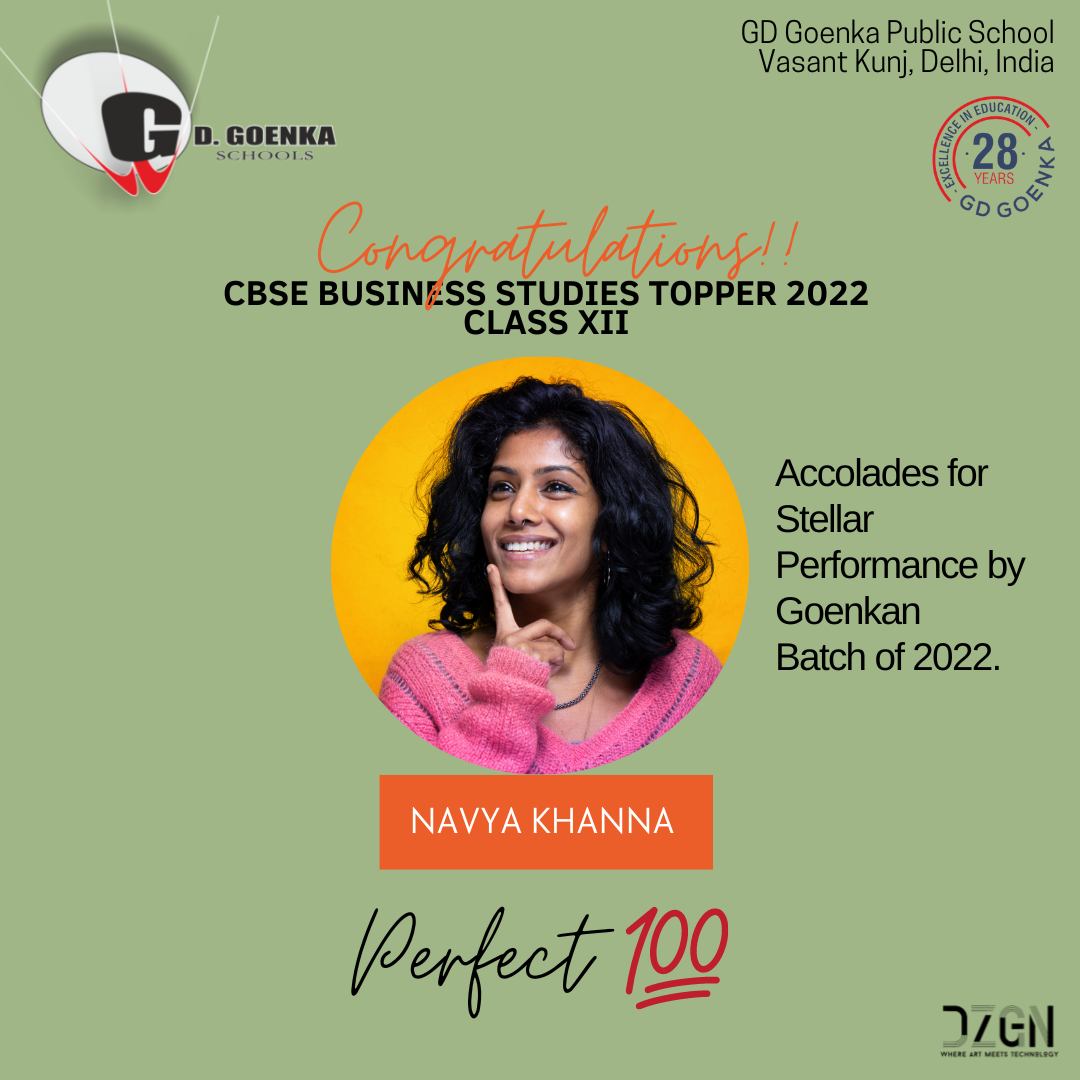 GD Goenka Public School
Vasant Kunj, Delhi, India
G D. GOENKA
SCHOOLS
- EXCELLENCE IN EDUCATION -
28
YEARS
GD GOENKA
Congratulations!!
CBSE BUSINESS STUDIES TOPPER 2022
CLASS XII
Accolades for
Stellar
Performance by
Goenkan
Batch of 2022.
NAVYA KHANNA
Perfect 100
DZGN
WHERE ART MEETS TECHNOLOGY